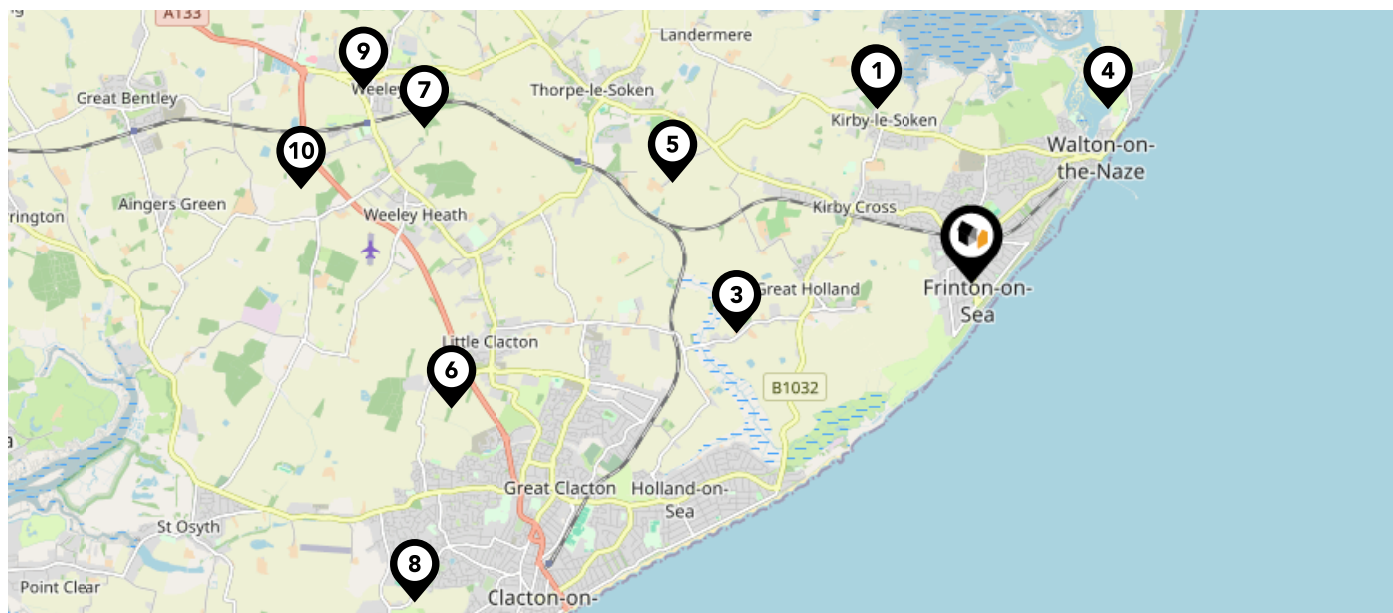 A133
Landermere
9
1
4
7
Weeley
Thorpe-le-Soken
Great Bentley
Kirby-le-Soken
10
5
Walton-on-
the-Naze
Aingers Green
Weeley Heath
Kirby Cross
rrington
3
Great Holland
Frinton-on-
Sea
Little Clacton
6
B1032
Great Clacton
Holland-on-
Sea
St Osyth
8
Point Clear
Clacton-on-